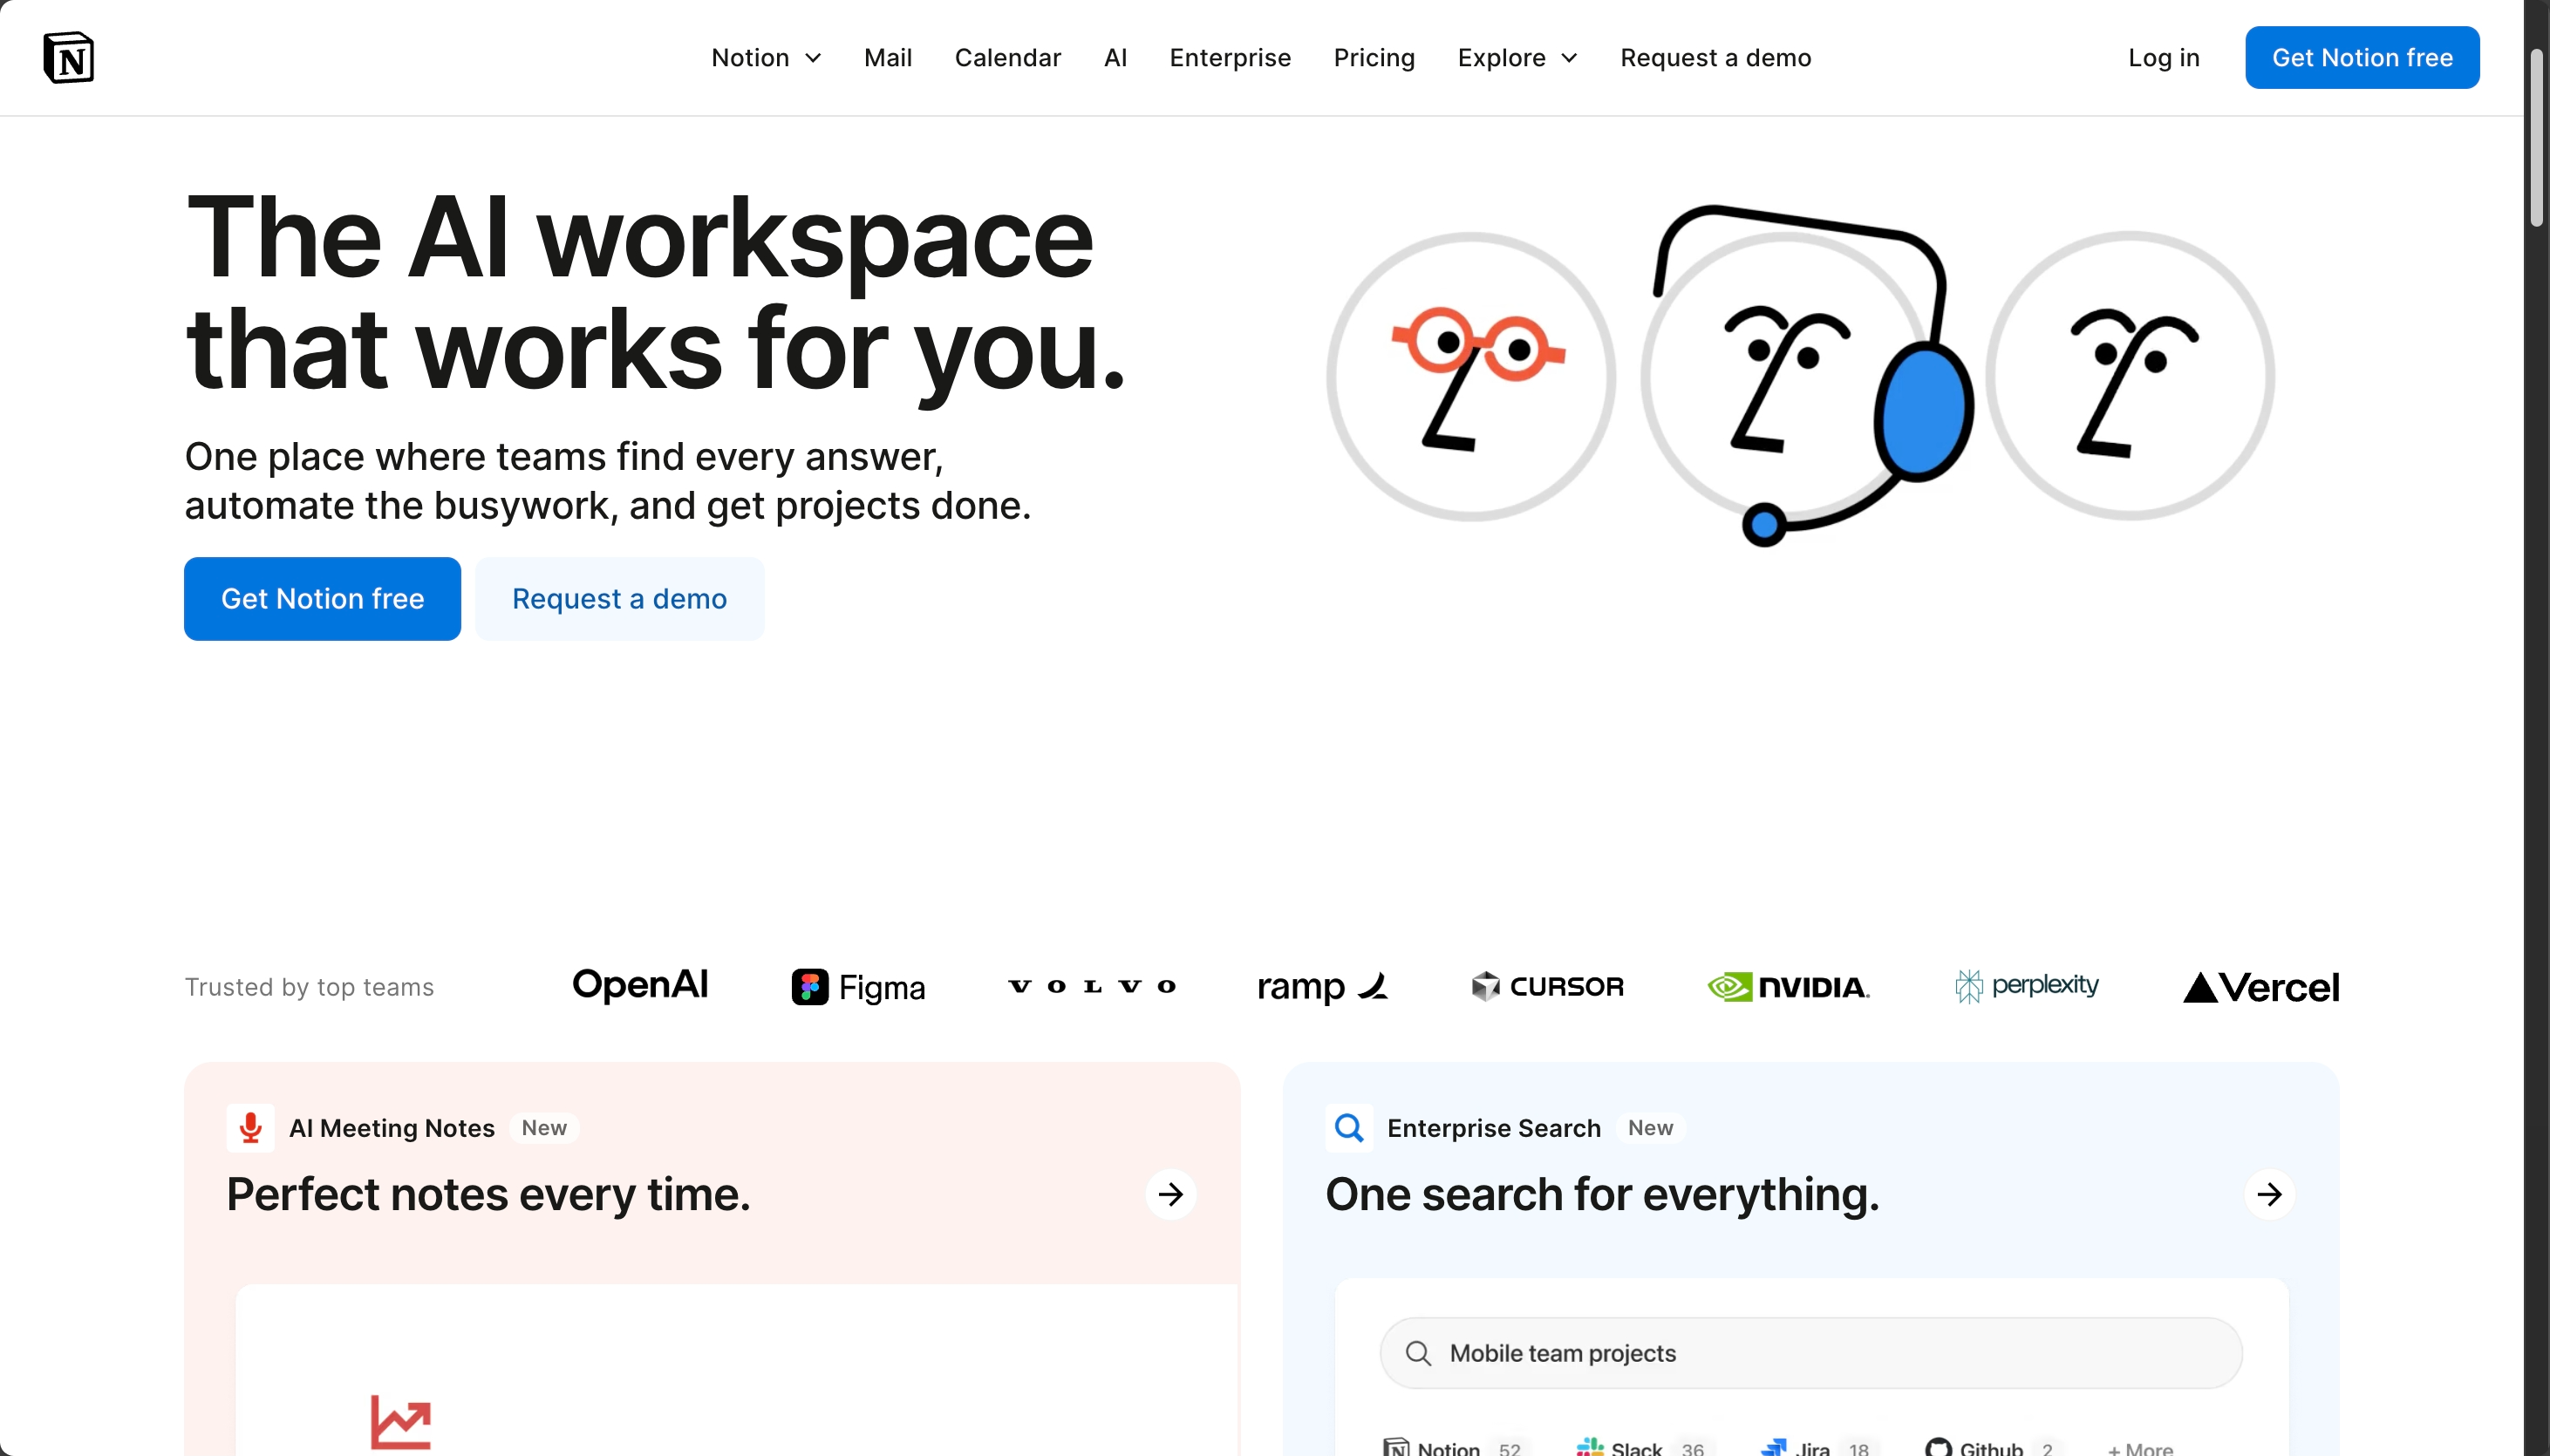 N
Notion Mail Calendar AI Enterprise Pricing Explore Request a demo Log in Get Notion free
The AI workspace
that works for you.
One place where teams find every answer,
automate the busywork, and get projects done.
Get Notion free Request a demo
Trusted by top teams OpenAI Figma VOLVO ramp CURSOR NVIDIA. perplexity Vercel
AI Meeting Notes New
Perfect notes every time.
Enterprise Search New
One search for everything.
Mobile team projects
N Notion 52 Slack 36 Jira 18 Github 2 + More